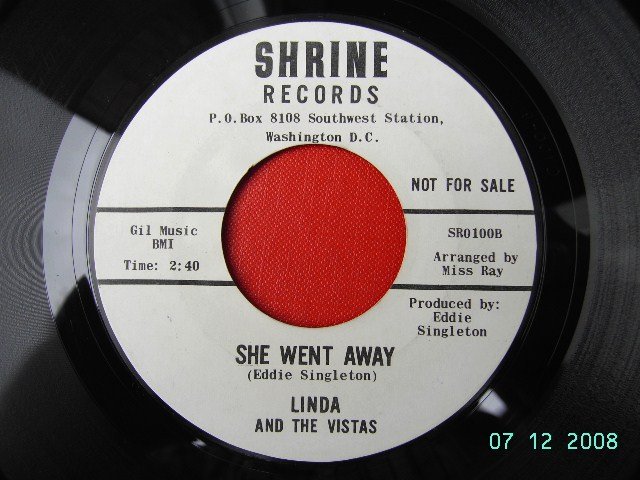 SHRINE
RECORDS
P.O.Box 8108 Southwest Station,
Washington D.C.
NOT FOR SALE
Gil Music
BMI
Time: 2:40
SRO100B
Arranged by
Miss Ray
Produced by:
Eddie
Singleton
SHE WENT AWAY
(Eddie Singleton)
LINDA
AND THE VISTAS
07 12 2008